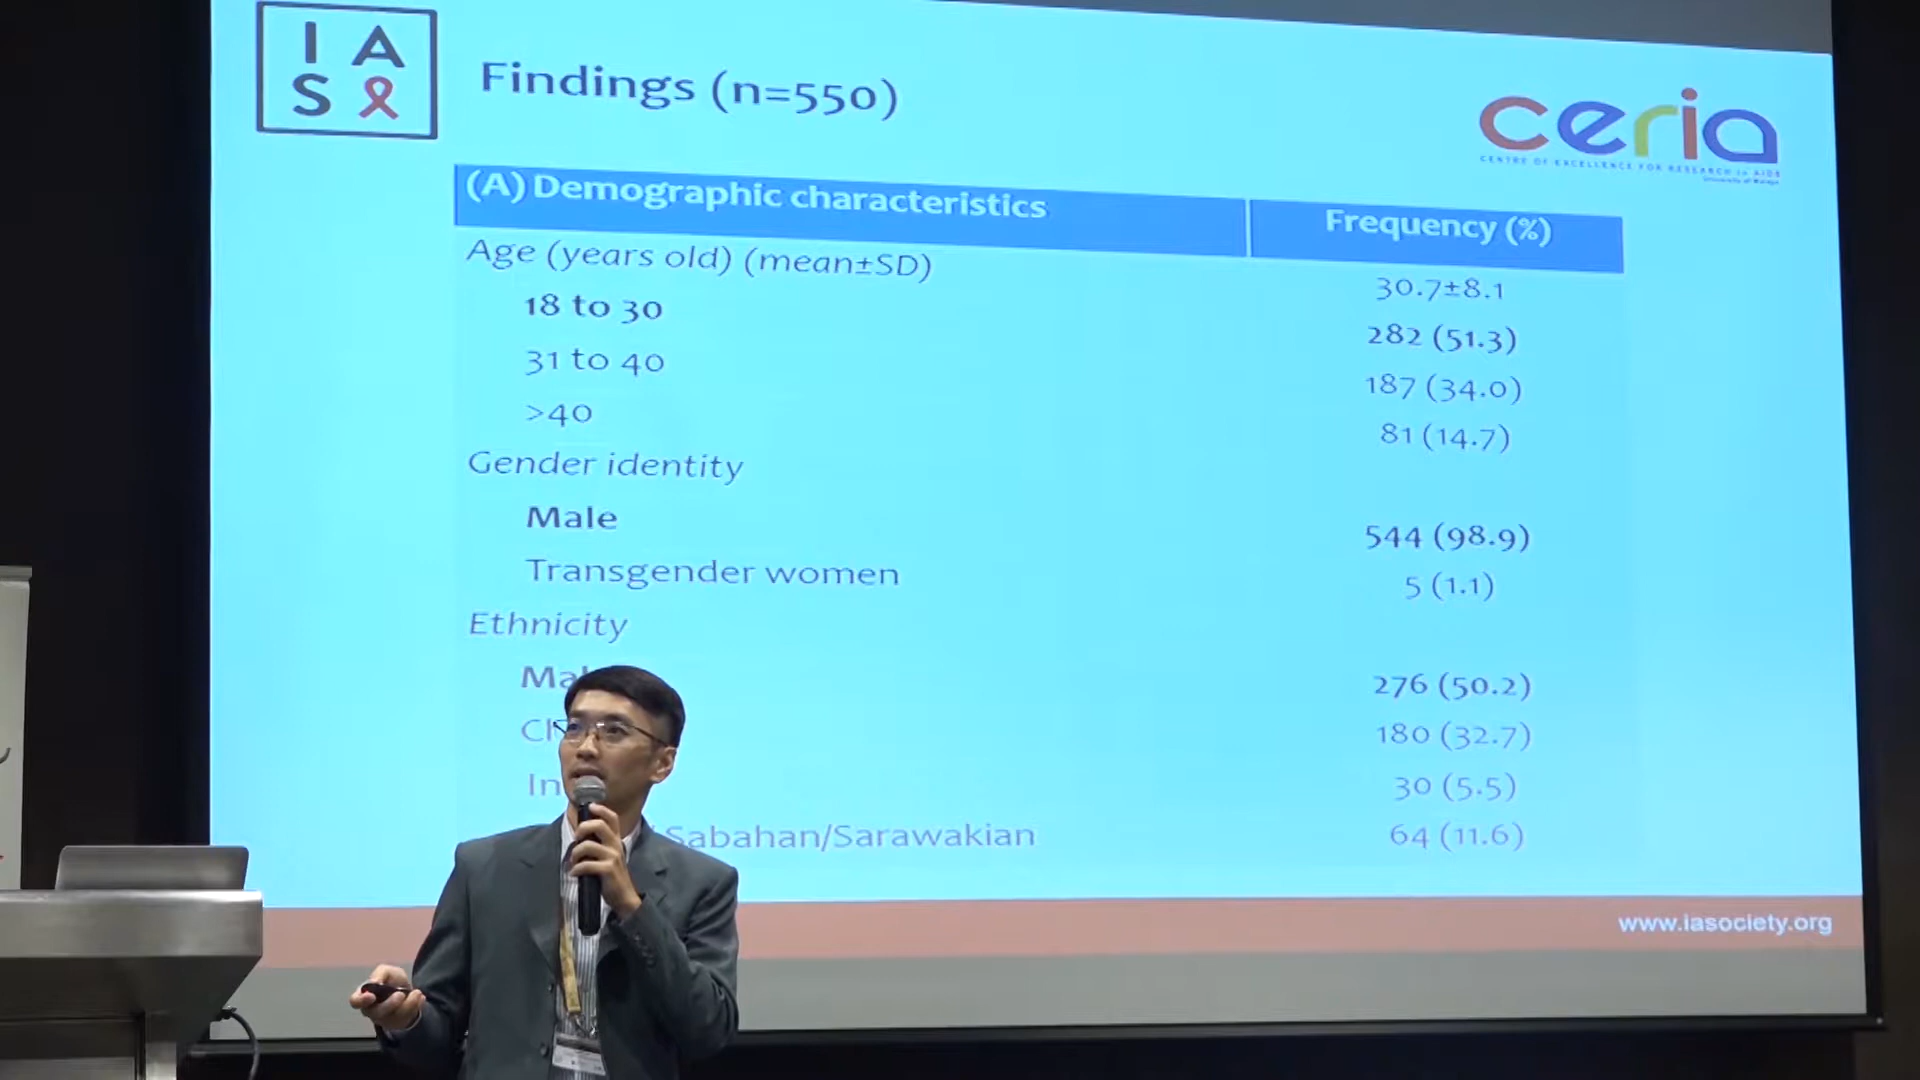 I A
S
Findings (n=550)
ceria
CENTRE OF EXCELLENCE FOR RESEARCH in AIDS
University of Malaya
(A) Demographic characteristics Frequency (%)
Age (years old) (mean±SD) 30.7±8.1
18 to 30 282 (51.3)
31 to 40 187 (34.0)
>40 81 (14.7)
Gender identity
Male 544 (98.9)
Transgender women 5 (1.1)
Ethnicity
276 (50.2)
180 (32.7)
30 (5.5)
Sabahan/Sarawakian 64 (11.6)
www.iasociety.org